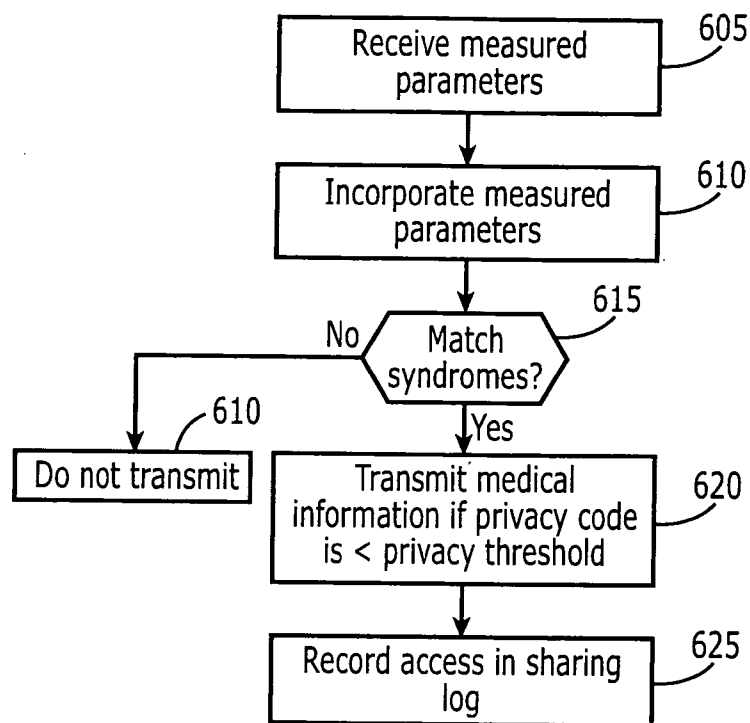 Receive measured
parameters
605
Incorporate measured
parameters
610
615
No
Match
syndromes?
610
Yes
Do not transmit
Transmit medical
information if privacy code
is < privacy threshold
620
Record access in sharing
log
625